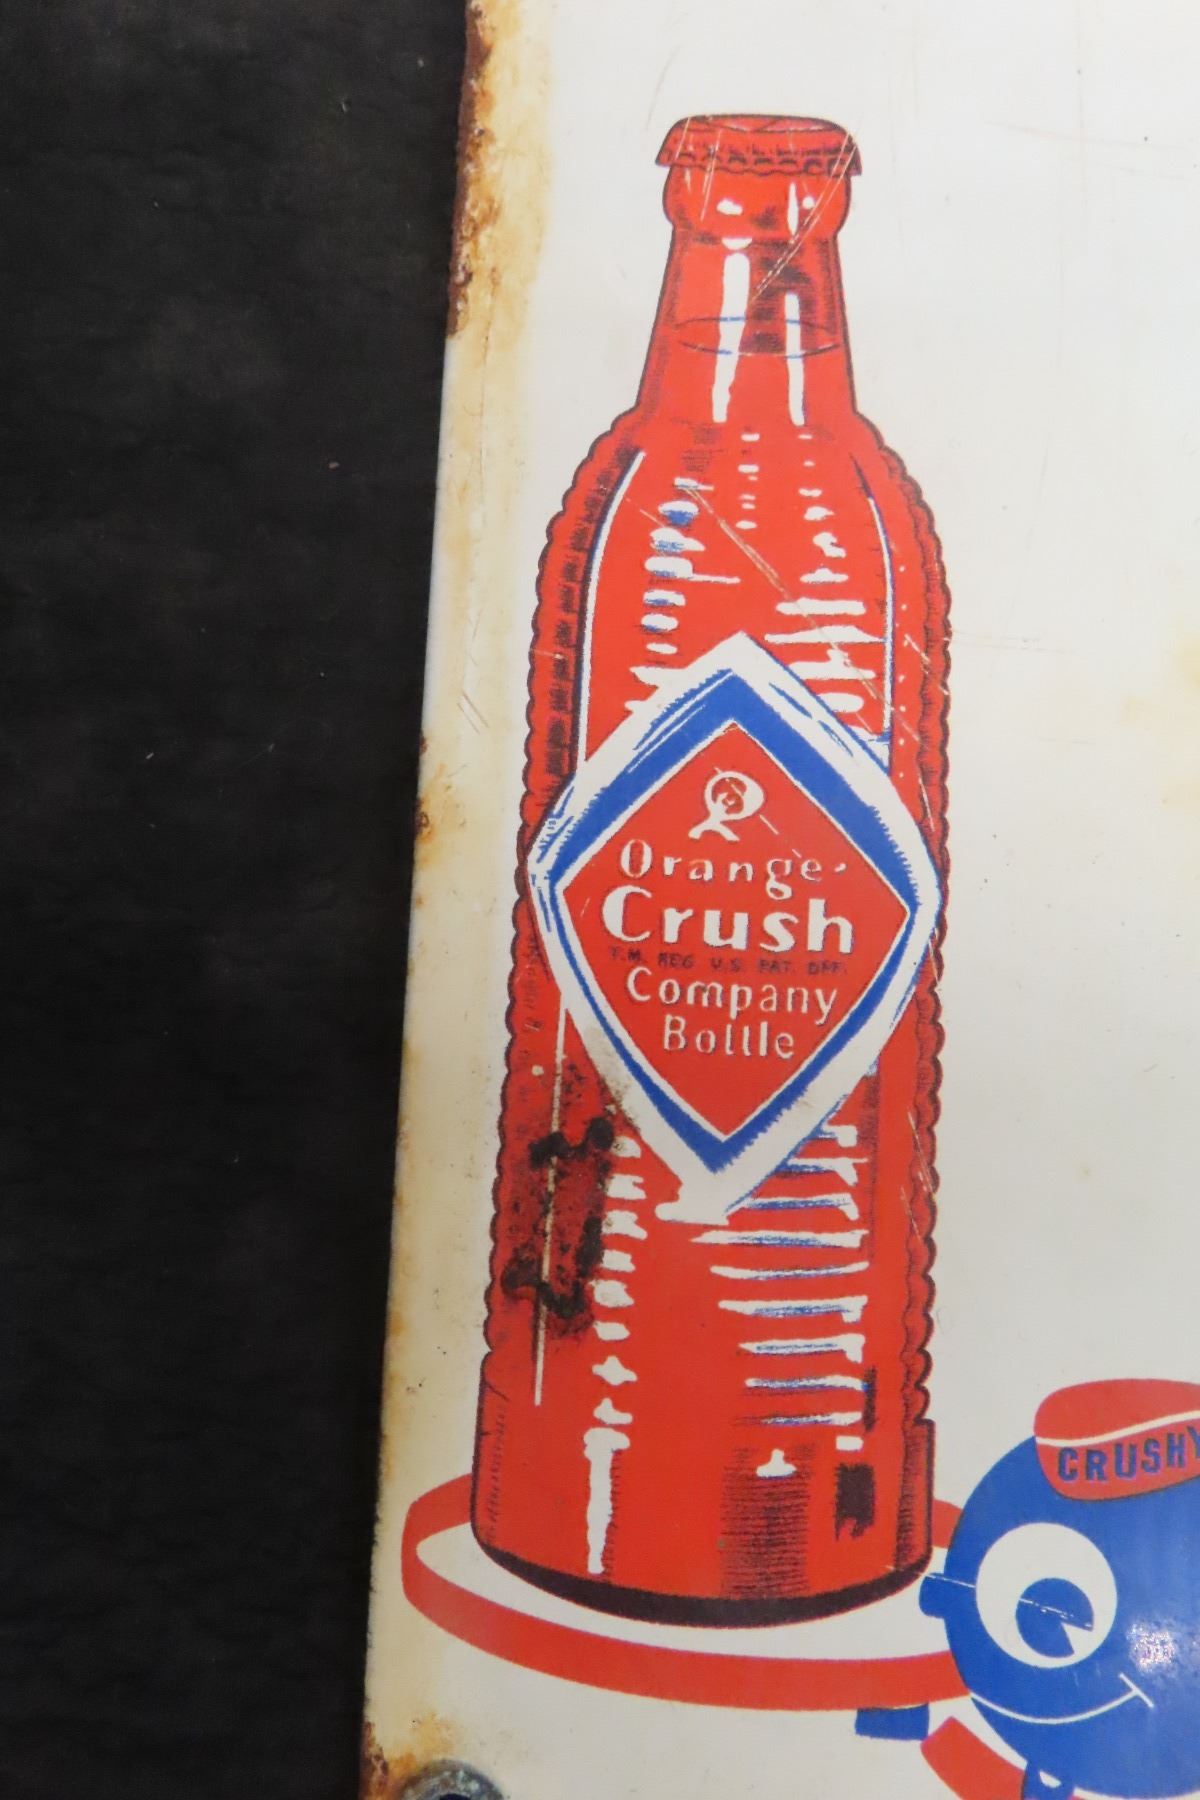 Orange-
Crush
T.M. REG U.S. PAT. OFF.
Company
Bottle
CRUSHY